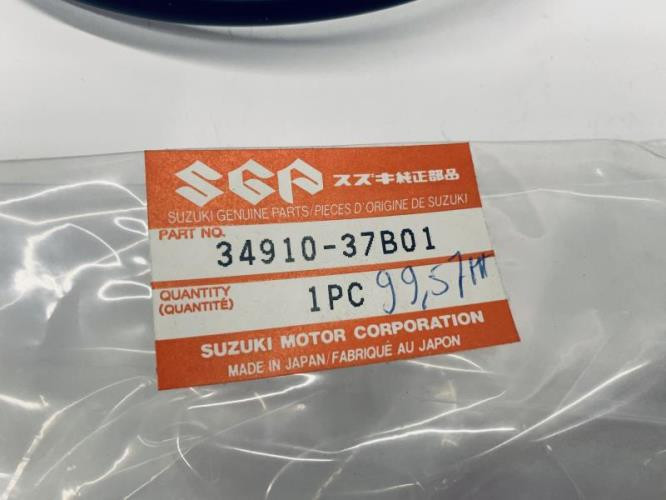 SGP スズキ純正部品
SUZUKI GENUINE PARTS/PIECES D'ORIGINE DE SUZUKI
PART NO.
34910-37B01
QUANTITY
(QUANTITÉ)
1PC 99,57
SUZUKI MOTOR CORPORATION
MADE IN JAPAN/FABRIQUÉ AU JAPON